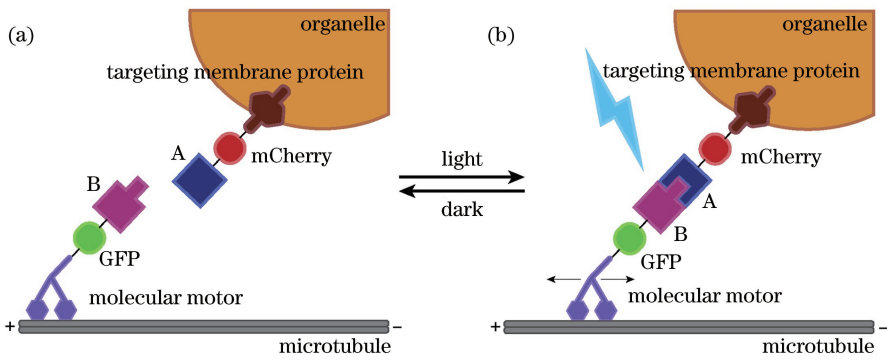 (a)
organelle
targeting membrane protein
A
mCherry
B
GFP
molecular motor
+
–
microtubule
light
dark
(b)
organelle
targeting membrane protein
mCherry
A
B
GFP
molecular motor
+
–
microtubule